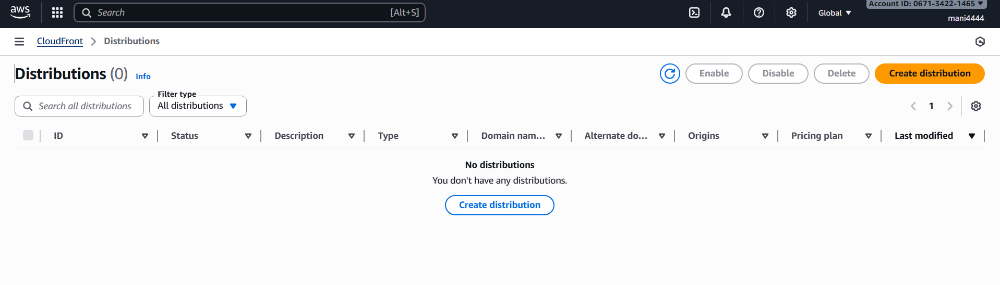 aws Search [Alt+S] Global Account ID: 0671-3422-1465
mani4444
CloudFront Distributions
Distributions (0) Info Enable Disable Delete Create distribution
Filter type
Search all distributions All distributions 1
ID Status Description Type Domain nam... Alternate do... Origins Pricing plan Last modified
No distributions
You don't have any distributions.
Create distribution